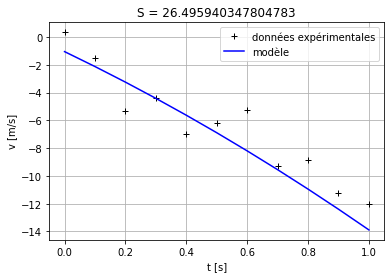 S = 26.495940347804783
données expérimentales
modèle
v [m/s]
0
−2
−4
−6
−8
−10
−12
−14
0.0 0.2 0.4 0.6 0.8 1.0
t [s]